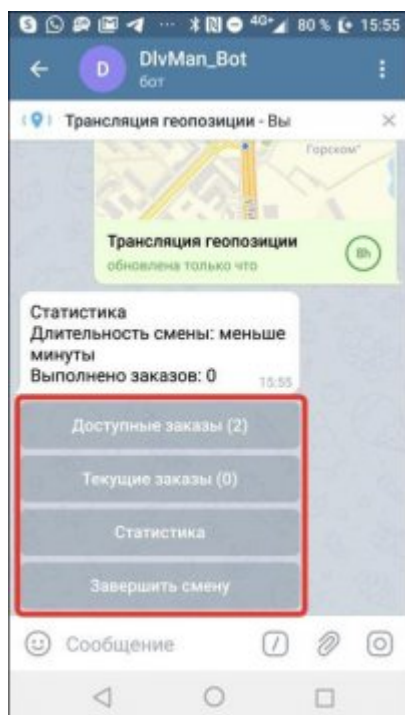 80 % 15:55
D DlvMan_Bot
бот
Трансляция геопозиции - Вы
Горском"
Трансляция геопозиции
обновлена только что
8h
Статистика
Длительность смены: меньше
минуты
Выполнено заказов: 0 15:55
Доступные заказы (2)
Текущие заказы (0)
Статистика
Завершить смену
Сообщение